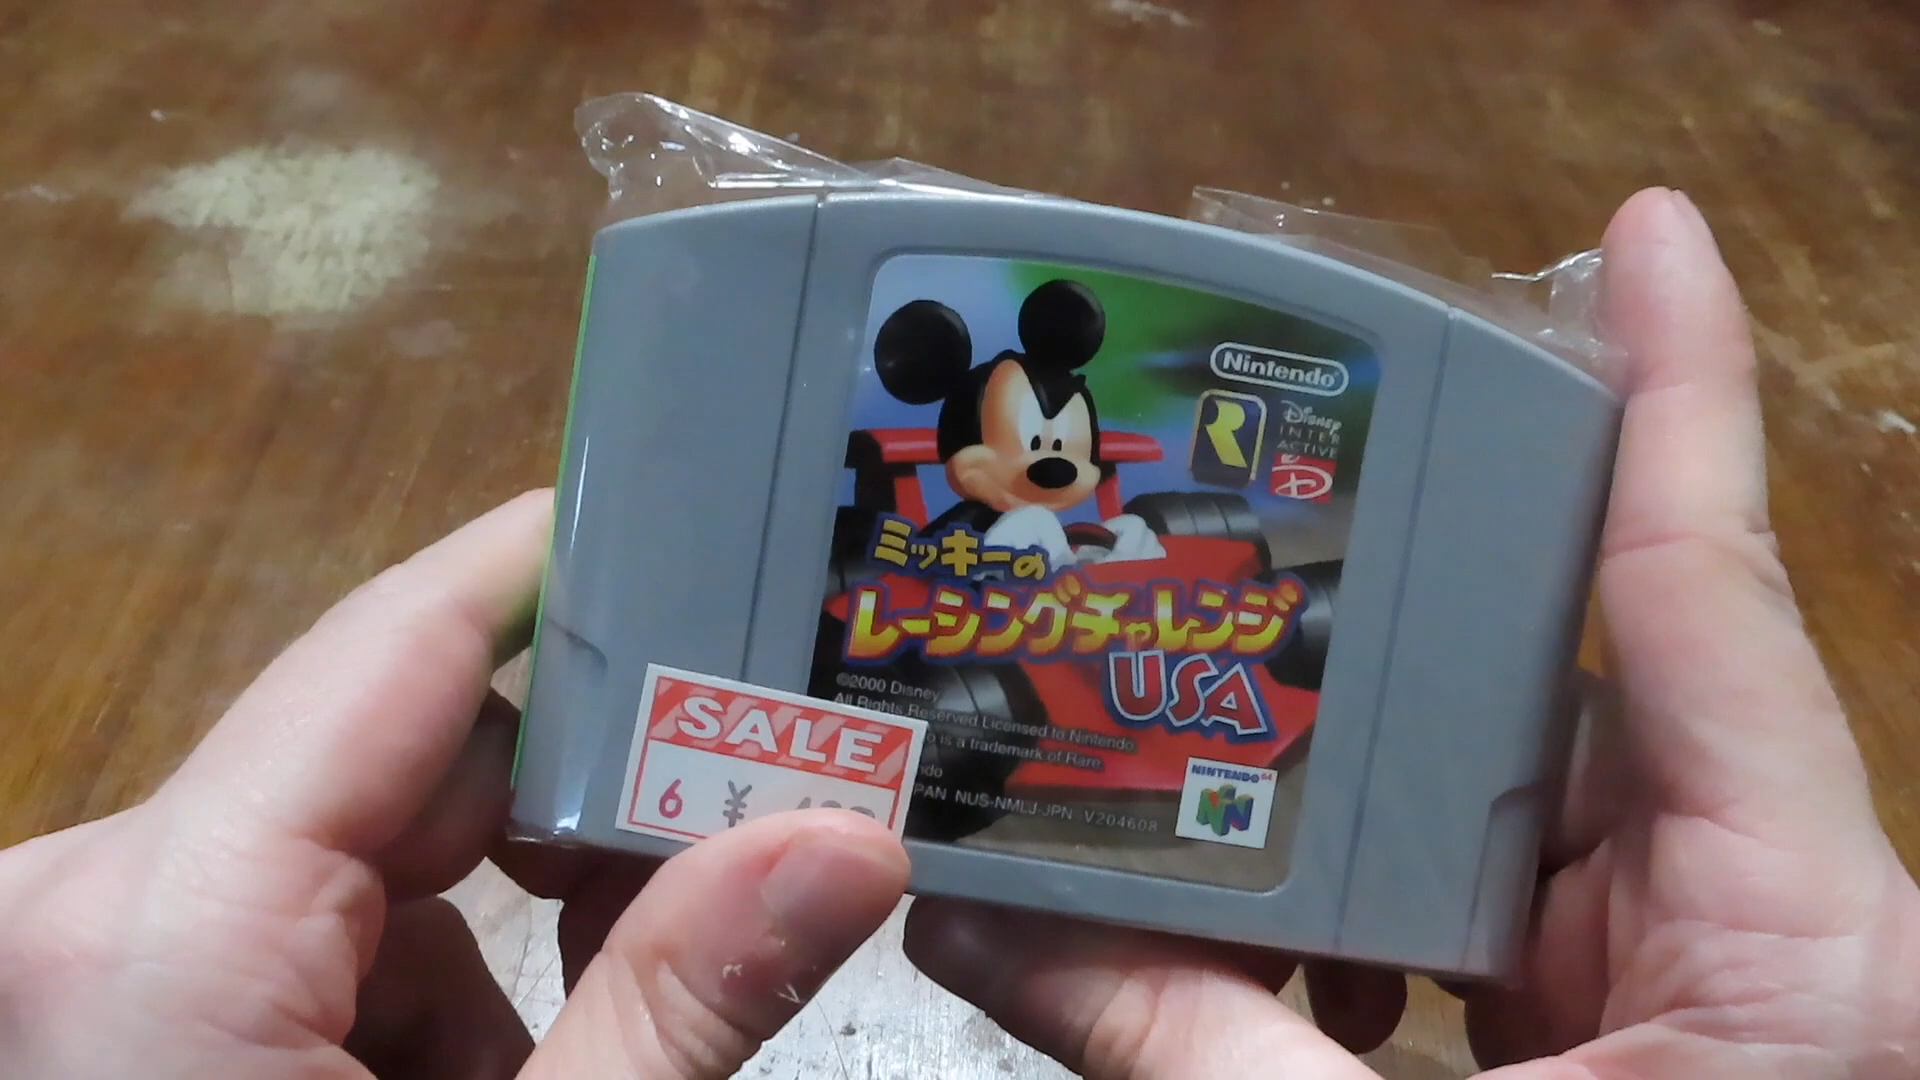 Nintendo
R
Disney
INTER
ACTIVE
D
ミッキーの
レーシングチャレンジ
USA
©2000 Disney
All Rights Reserved Licensed to Nintendo
is a trademark of Rare.
NUS-NMLJ-JPN V204608
NINTENDO 64
SALE
6 ¥